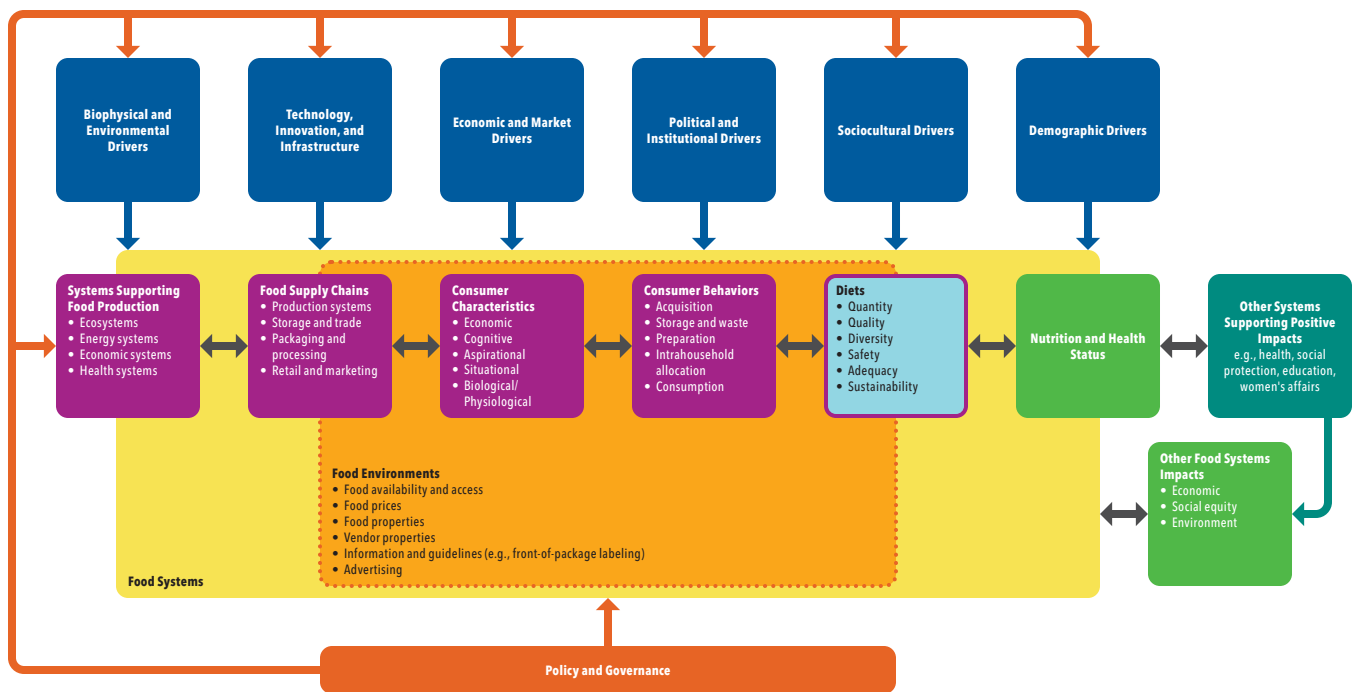 Biophysical and
Environmental
Drivers
Technology,
Innovation, and
Infrastructure
Economic and Market
Drivers
Political and
Institutional Drivers
Sociocultural Drivers
Demographic Drivers
Systems Supporting
Food Production
• Ecosystems
• Energy systems
• Economic systems
• Health systems
Food Supply Chains
• Production systems
• Storage and trade
• Packaging and
processing
• Retail and marketing
Consumer
Characteristics
• Economic
• Cognitive
• Aspirational
• Situational
• Biological/
Physiological
Consumer Behaviors
• Acquisition
• Storage and waste
• Preparation
• Intrahousehold
allocation
• Consumption
Diets
• Quantity
• Quality
• Diversity
• Safety
• Adequacy
• Sustainability
Nutrition and Health
Status
Other Systems
Supporting Positive
Impacts
e.g., health, social
protection, education,
women's affairs
Other Food Systems
Impacts
• Economic
• Social equity
• Environment
Food Environments
• Food availability and access
• Food prices
• Food properties
• Vendor properties
• Information and guidelines (e.g., front-of-package labeling)
• Advertising
Food Systems
Policy and Governance